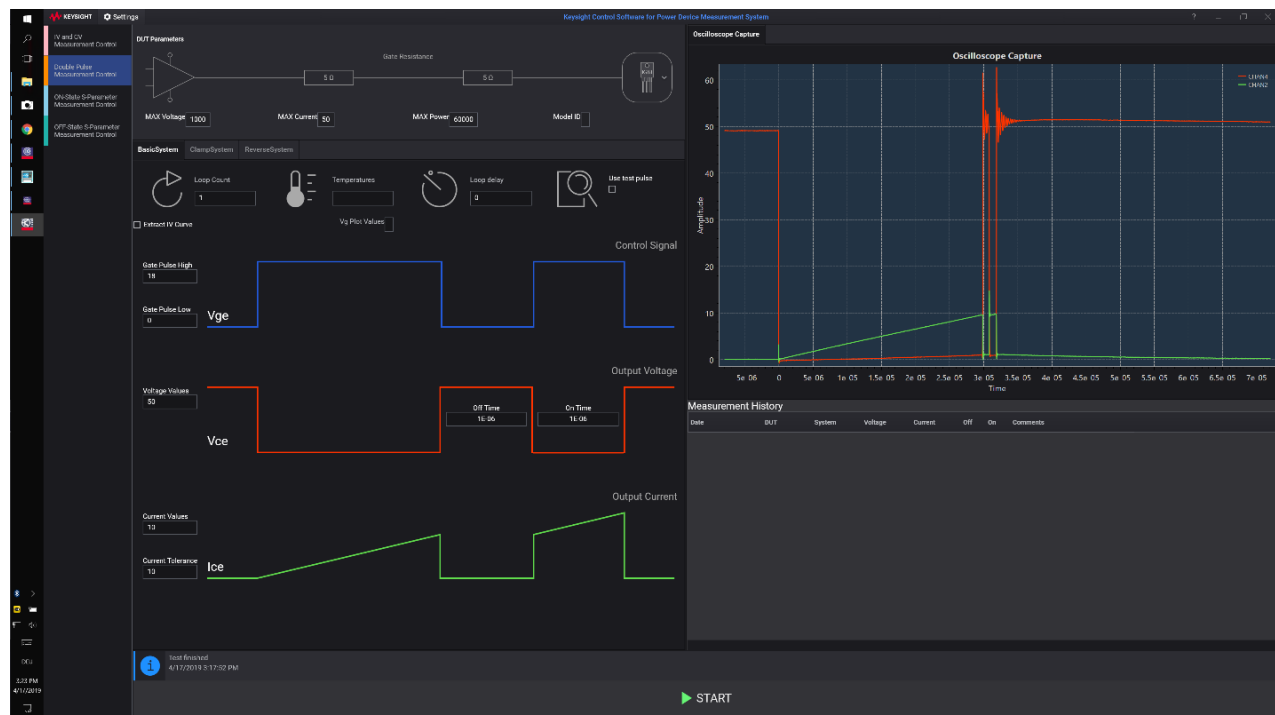 KEYSIGHT Settings
Keysight Control Software for Power Device Measurement System
IV and CV
Measurement Control
Double Pulse
Measurement Control
ON-State S-Parameter
Measurement Control
OFF-State S-Parameter
Measurement Control
DUT Parameters
Gate Resistance
5 Ω 5 Ω
IGBT
MAX Voltage 1000 MAX Current 50 MAX Power 60000 Model ID
BasicSystem ClampSystem ReverseSystem
Loop Count
1
Temperatures
Loop delay
0
Use test pulse
Extract IV Curve
Vg Plot Values
Control Signal
Gate Pulse High
18
Gate Pulse Low
0
Vge
Output Voltage
Voltage Values
50
Off Time
1E-06
On Time
1E-06
Vce
Output Current
Current Values
10
Current Tolerance
10
Ice
Test finished
4/17/2019 3:17:52 PM
START
Oscilloscope Capture
Oscilloscope Capture
CHAN4
CHAN2
60
50
40
30
20
10
0
Amplitude
5e 06 0 5e 06 1e 05 1.5e 05 2e 05 2.5e 05 3e 05 3.5e 05 4e 05 4.5e 05 5e 05 5.5e 05 6e 05 6.5e 05 7e 05
Time
Measurement History
Date DUT System Voltage Current Off On Comments
DEU
3:23 PM
4/17/2019